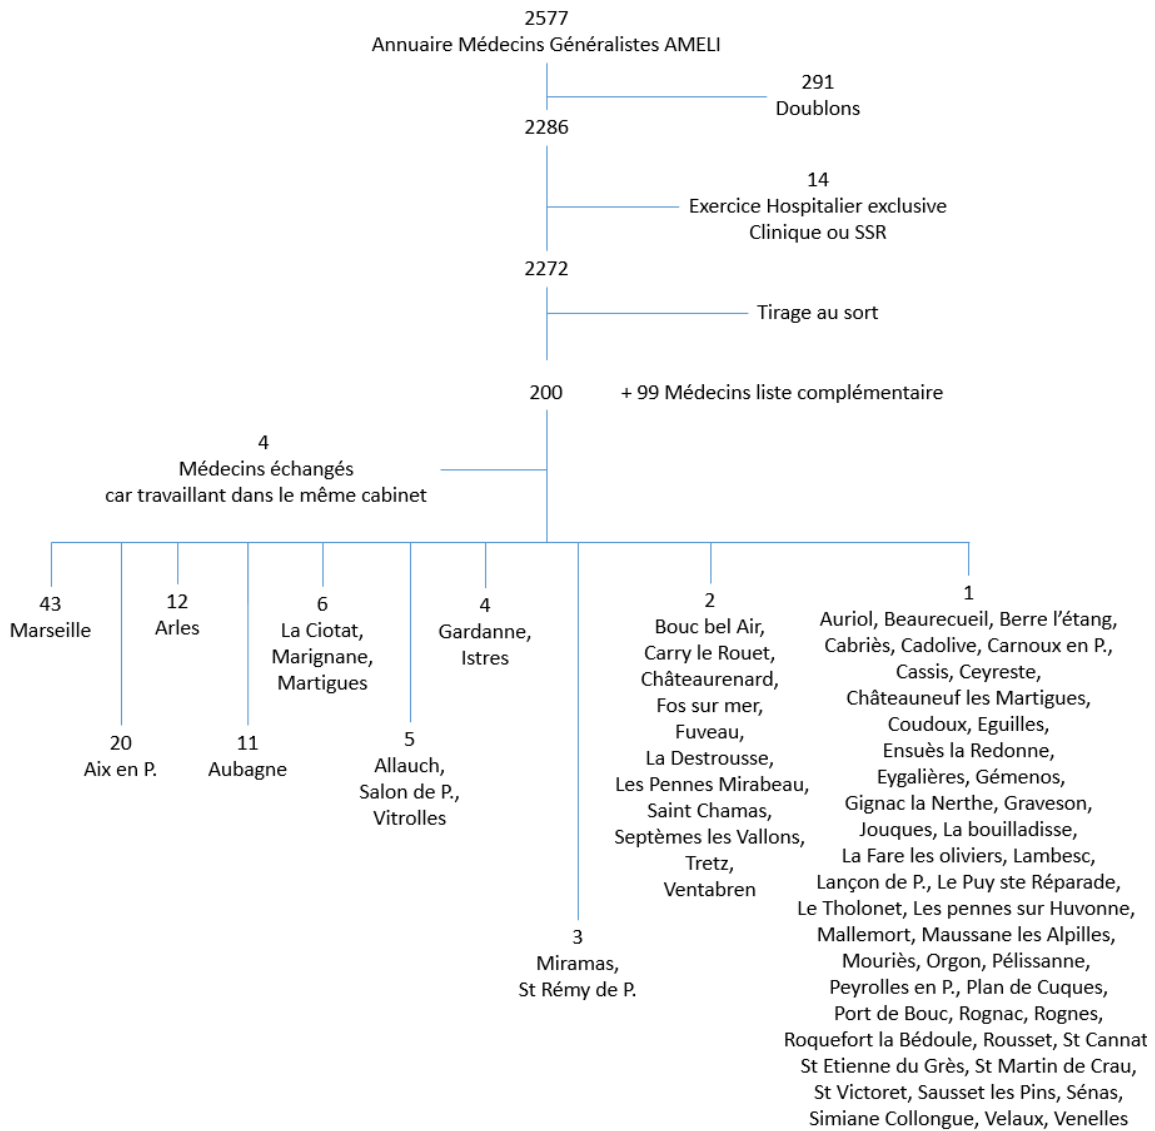 2577
Annuaire Médecins Généralistes AMELI
291
Doublons
2286
14
Exercice Hospitalier exclusive
Clinique ou SSR
2272
Tirage au sort
200
+ 99 Médecins liste complémentaire
4
Médecins échangés
car travaillant dans le même cabinet
43
Marseille
20
Aix en P.
12
Arles
11
Aubagne
6
La Ciotat,
Marignane,
Martigues
5
Allauch,
Salon de P.,
Vitrolles
4
Gardanne,
Istres
3
Miramas,
St Rémy de P.
2
Bouc bel Air,
Carry le Rouet,
Châteaurenard,
Fos sur mer,
Fuveau,
La Destrousse,
Les Pennes Mirabeau,
Saint Chamas,
Septèmes les Vallons,
Tretz,
Ventabren
1
Auriol, Beaurecueil, Berre l’étang,
Cabriès, Cadolive, Carnoux en P.,
Cassis, Ceyreste,
Châteauneuf les Martigues,
Coudoux, Eguilles,
Ensuès la Redonne,
Eygalières, Gémenos,
Gignac la Nerthe, Graveson,
Jouques, La bouilladisse,
La Fare les oliviers, Lambesc,
Lançon de P., Le Puy ste Réparade,
Le Tholonet, Les pennes sur Huvonne,
Mallemort, Maussane les Alpilles,
Mouriès, Orgon, Pélissanne,
Peyrolles en P., Plan de Cuques,
Port de Bouc, Rognac, Rognes,
Roquefort la Bédoule, Rousset, St Cannat
St Etienne du Grès, St Martin de Crau,
St Victoret, Sausset les Pins, Sénas,
Simiane Collongue, Velaux, Venelles